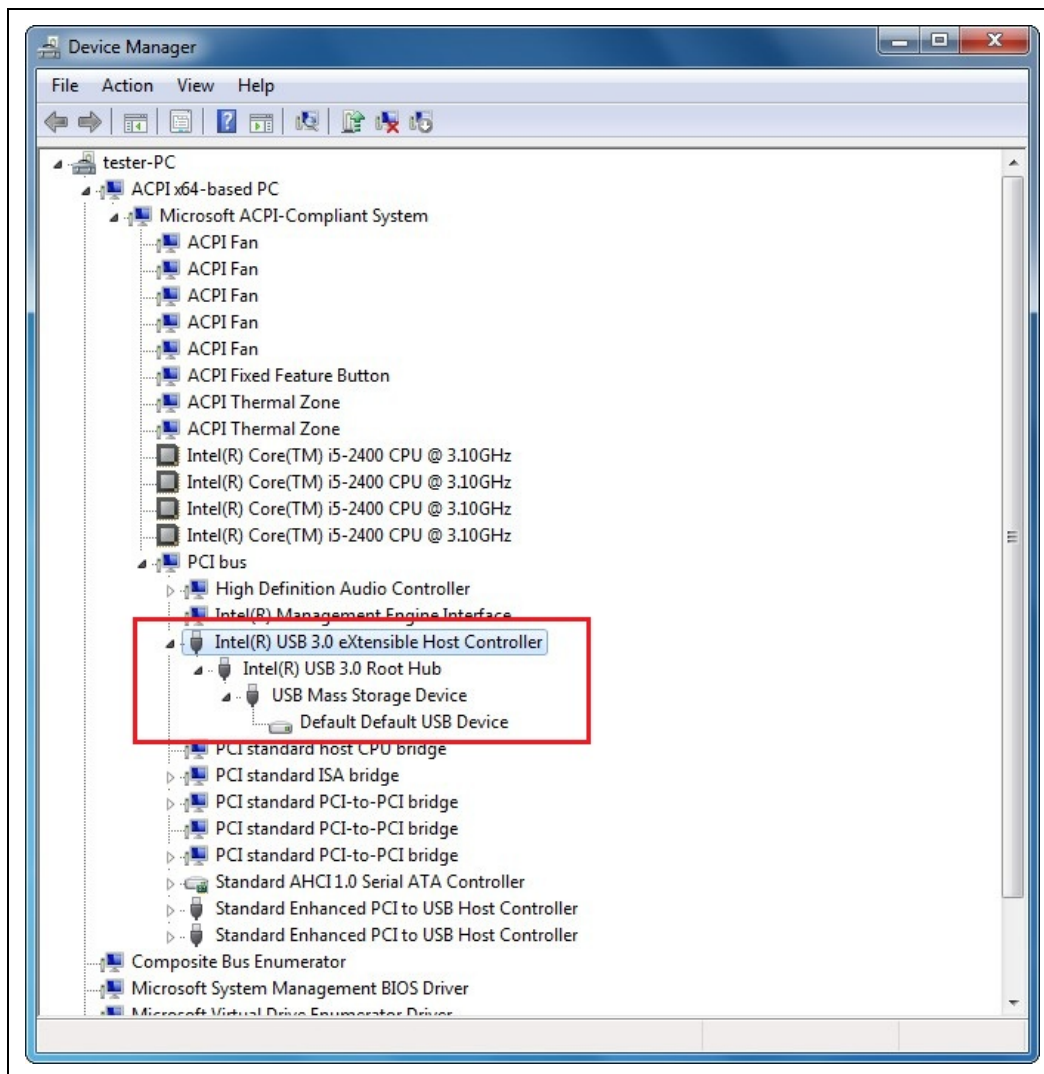 Device Manager
File Action View Help
tester-PC
ACPI x64-based PC
Microsoft ACPI-Compliant System
ACPI Fan
ACPI Fan
ACPI Fan
ACPI Fan
ACPI Fan
ACPI Fixed Feature Button
ACPI Thermal Zone
ACPI Thermal Zone
Intel(R) Core(TM) i5-2400 CPU @ 3.10GHz
Intel(R) Core(TM) i5-2400 CPU @ 3.10GHz
Intel(R) Core(TM) i5-2400 CPU @ 3.10GHz
Intel(R) Core(TM) i5-2400 CPU @ 3.10GHz
PCI bus
High Definition Audio Controller
Intel(R) Management Engine Interface
Intel(R) USB 3.0 eXtensible Host Controller
Intel(R) USB 3.0 Root Hub
USB Mass Storage Device
Default Default USB Device
PCI standard host CPU bridge
PCI standard ISA bridge
PCI standard PCI-to-PCI bridge
PCI standard PCI-to-PCI bridge
PCI standard PCI-to-PCI bridge
Standard AHCI 1.0 Serial ATA Controller
Standard Enhanced PCI to USB Host Controller
Standard Enhanced PCI to USB Host Controller
Composite Bus Enumerator
Microsoft System Management BIOS Driver
Microsoft Virtual Drive Enumerator Driver